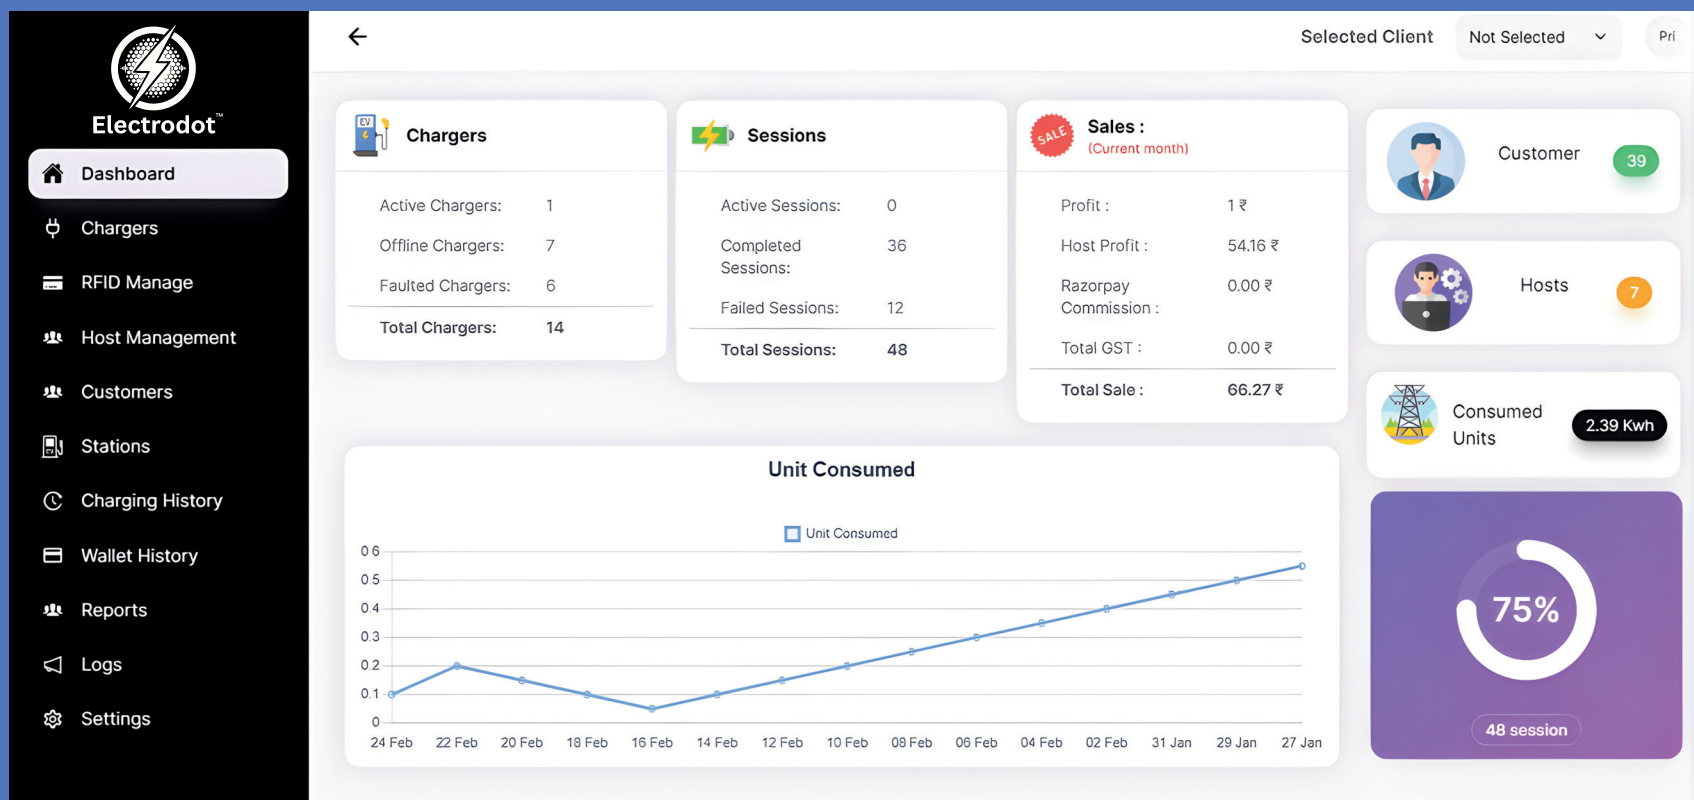 Electrodot™
Dashboard
Chargers
RFID Manage
Host Management
Customers
Stations
Charging History
Wallet History
Reports
Logs
Settings
Selected Client
Not Selected
Pri
EV
Chargers
Active Chargers: 1
Offline Chargers: 7
Faulted Chargers: 6
Total Chargers: 14
Sessions
Active Sessions: 0
Completed 36
Sessions:
Failed Sessions: 12
Total Sessions: 48
SALE
Sales :
(Current month)
Profit : 1 ₹
Host Profit : 54.16 ₹
Razorpay 0.00 ₹
Commission :
Total GST : 0.00 ₹
Total Sale : 66.27 ₹
Customer 39
Hosts 7
Consumed
Units
2.39 Kwh
Unit Consumed
Unit Consumed
0 6
0.5
0.4
0.3
0.2
0.1
0
24 Feb 22 Feb 20 Feb 18 Feb 16 Feb 14 Feb 12 Feb 10 Feb 08 Feb 06 Feb 04 Feb 02 Feb 31 Jan 29 Jan 27 Jan
75%
48 session